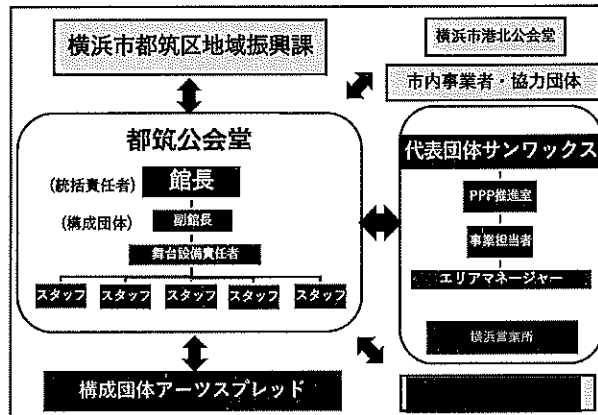 横浜市都筑区地域振興課
横浜市港北公会堂
市内事業者・協力団体
都筑公会堂
(統括責任者)
館長
(構成団体)
副館長
舞台設備責任者
スタッフ
スタッフ
スタッフ
スタッフ
スタッフ
代表団体サンワックス
PPP推進室
事業担当者
エリアマネージャー
横浜営業所
構成団体アーツスプレッド